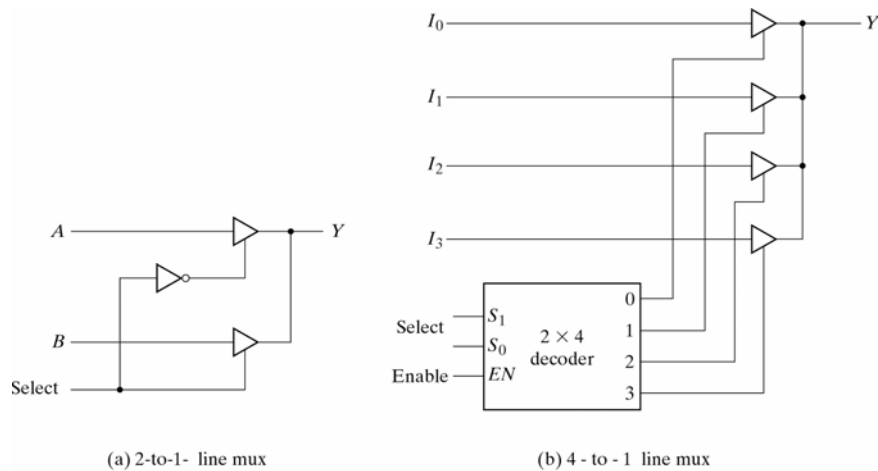 A
Y
B
Select
(a) 2-to-1- line mux
I₀
Y
I₁
I₂
I₃
Select
S₁
S₀
Enable
EN
2 × 4
decoder
0
1
2
3
(b) 4 - to - 1 line mux